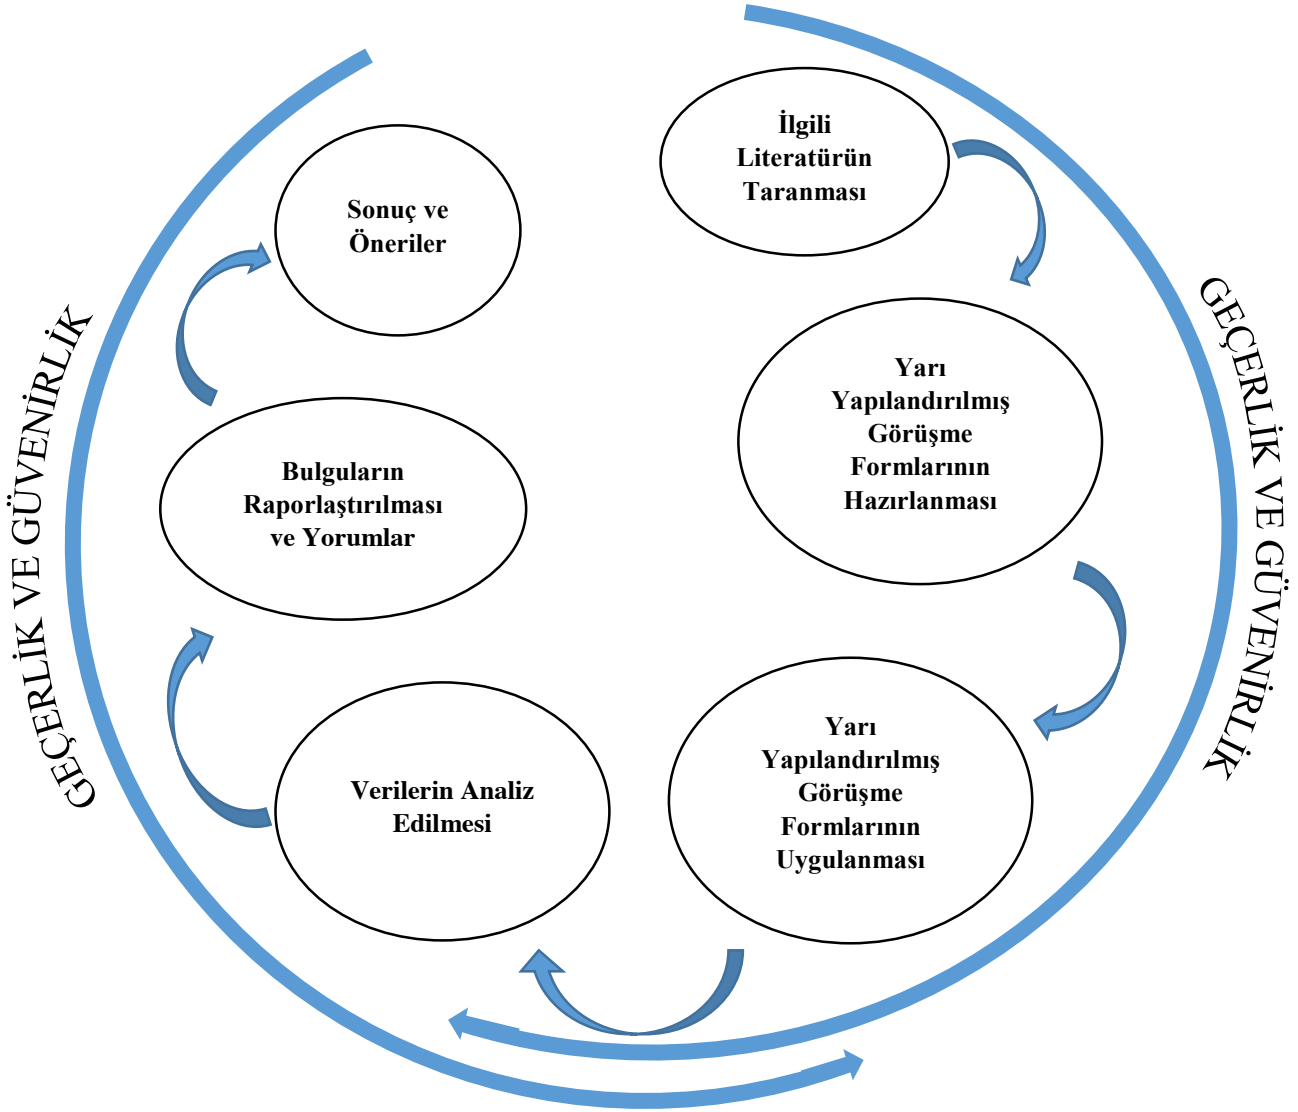 İlgili
Literatürün
Taranması
Yarı
Yapılandırılmış
Görüşme
Formlarının
Hazırlanması
Yarı
Yapılandırılmış
Görüşme
Formlarının
Uygulanması
Verilerin Analiz
Edilmesi
Bulguların
Raporlaştırılması
ve Yorumlar
Sonuç ve
Öneriler
GEÇERLİK VE GÜVENİRLİK
GEÇERLİK VE GÜVENİRLİK